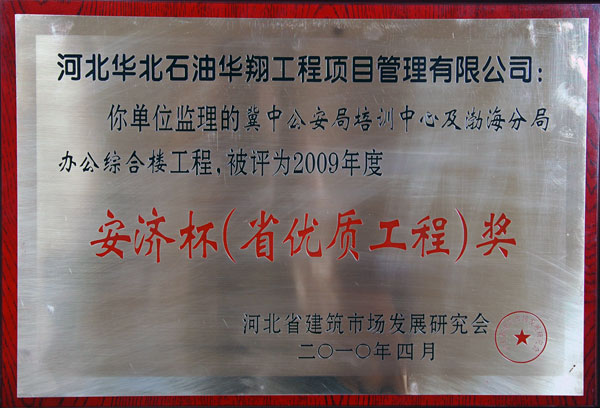 河北华北石油华翔工程项目管理有限公司：
你单位监理的冀中公安局培训中心及渤海分局
办公综合楼工程，被评为2009年度
安济杯（省优质工程）奖
河北省建筑市场发展研究会
二〇一〇年四月